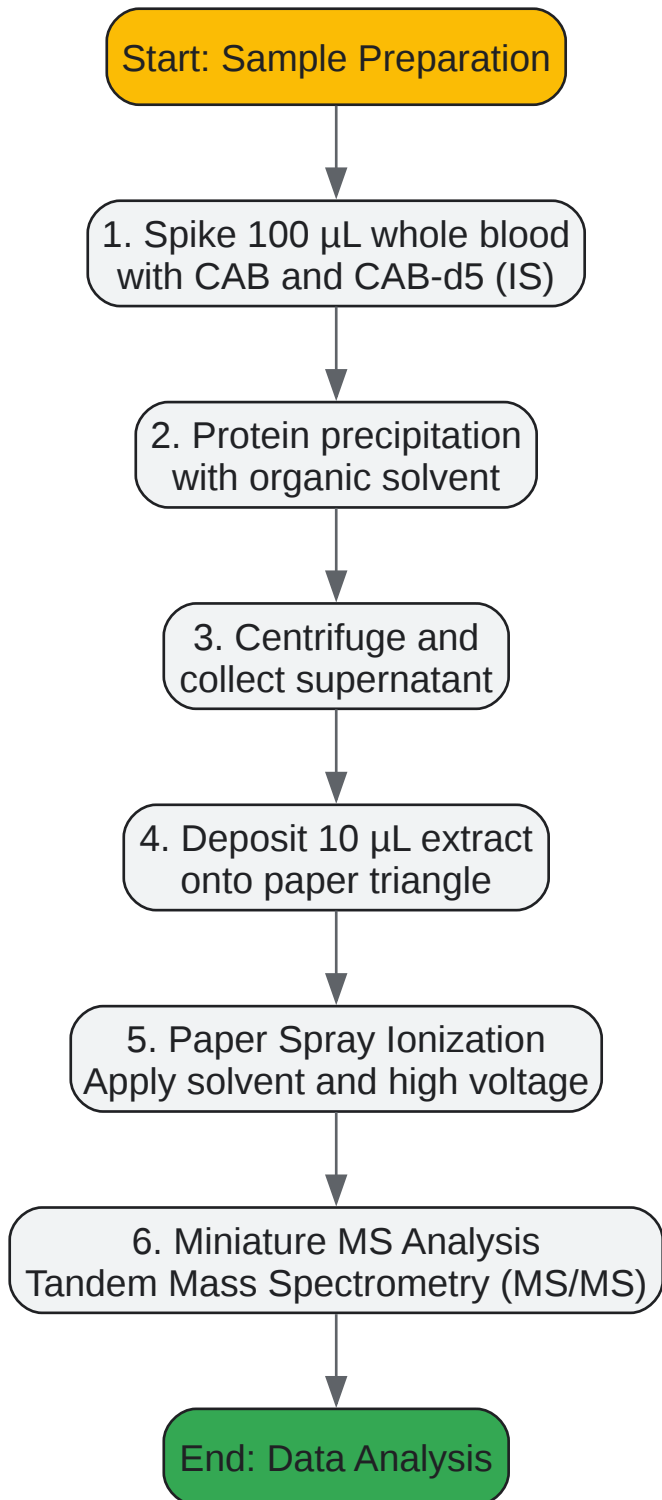 Start: Sample Preparation
1. Spike 100 µL whole blood
with CAB and CAB-d5 (IS)
2. Protein precipitation
with organic solvent
3. Centrifuge and
collect supernatant
4. Deposit 10 µL extract
onto paper triangle
5. Paper Spray Ionization
Apply solvent and high voltage
6. Miniature MS Analysis
Tandem Mass Spectrometry (MS/MS)
End: Data Analysis